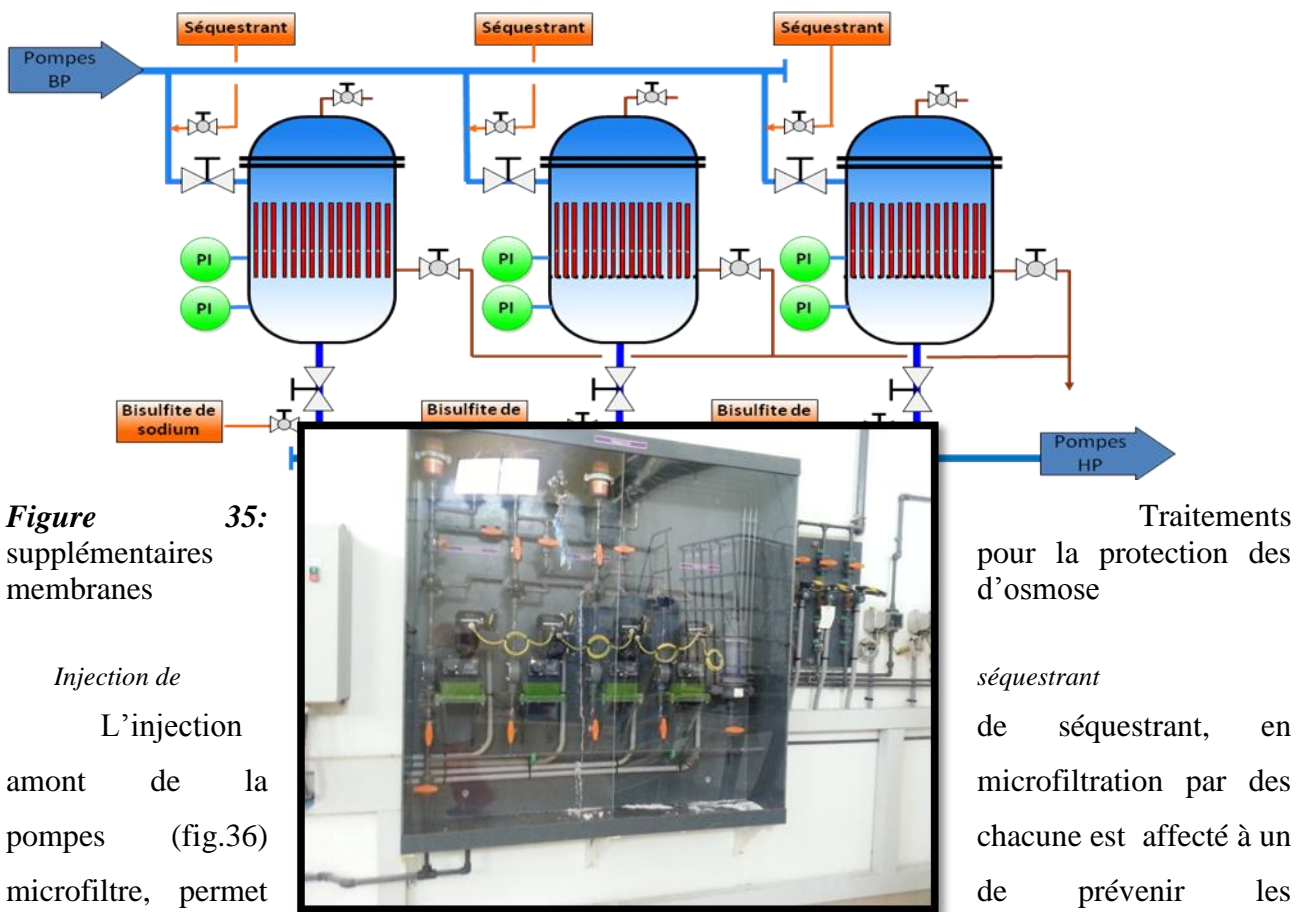 Séquestrant
Séquestrant
Séquestrant
Pompes
BP
PI
PI
PI
PI
PI
PI
Bisulfite de
sodium
Bisulfite de
Bisulfite de
Pompes
HP
Figure 35: Traitements
supplémentaires pour la protection des
membranes d’osmose
Injection de séquestrant
L’injection de séquestrant, en
amont de la microfiltration par des
pompes (fig.36) chacune est affecté à un
microfiltre, permet de prévenir les